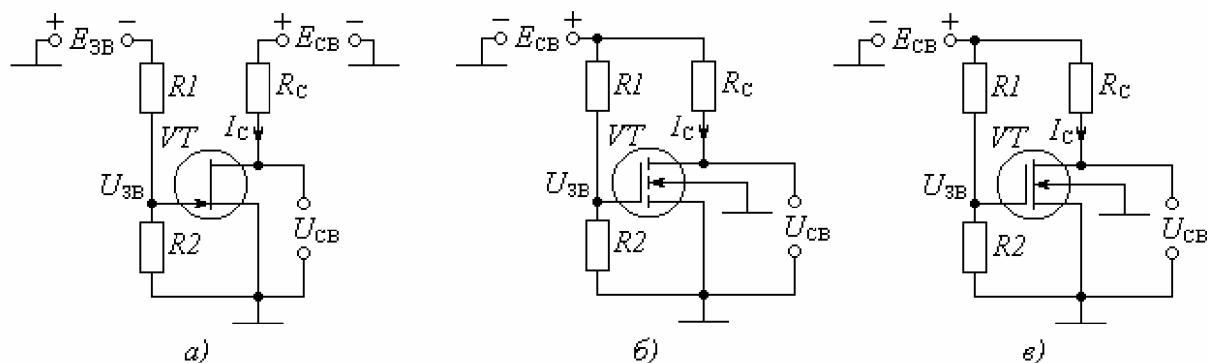 + E_ЗВ − + E_СВ −
R1 R_С
VT I_С
U_ЗВ
R2 U_СВ
а)
− E_СВ +
R1 R_С
VT I_С
U_ЗВ
R2 U_СВ
б)
− E_СВ +
R1 R_С
VT I_С
U_ЗВ
R2 U_СВ
в)